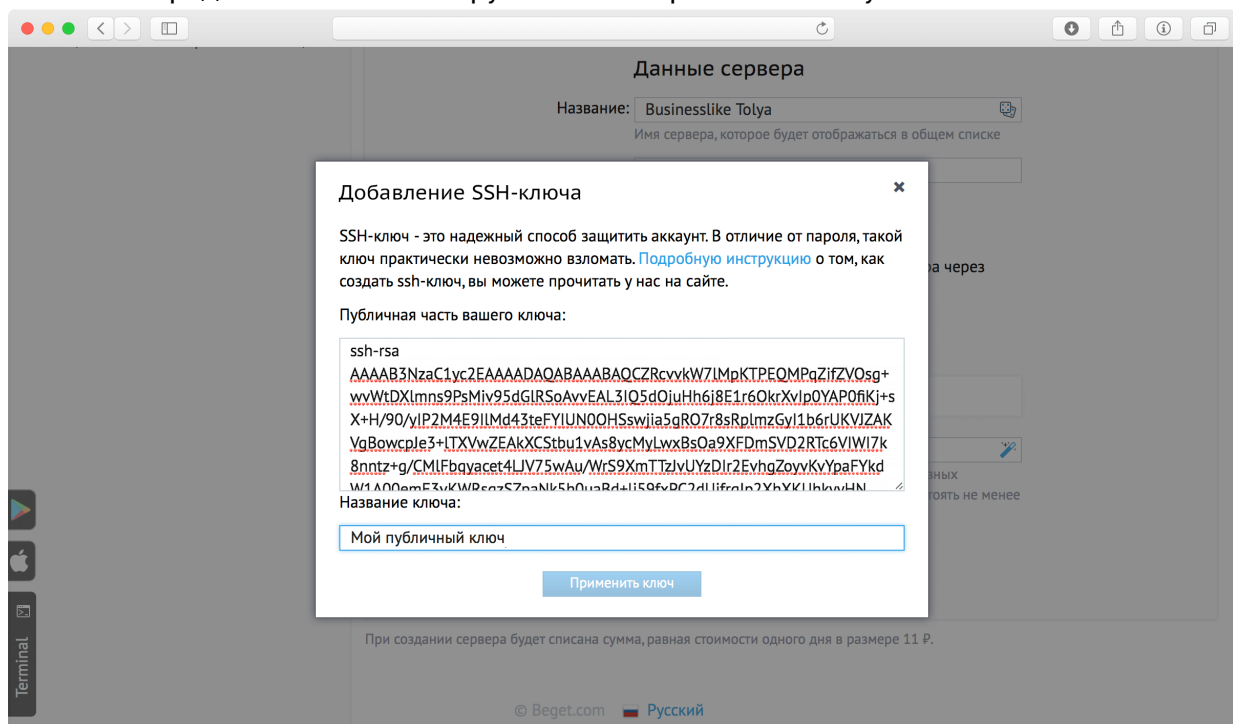 Данные сервера
Название: Businesslike Tolya
Имя сервера, которое будет отображаться в общем списке
Добавление SSH-ключа
SSH-ключ - это надежный способ защитить аккаунт. В отличие от пароля, такой
ключ практически невозможно взломать. Подробную инструкцию о том, как
создать ssh-ключ, вы можете прочитать у нас на сайте.
ра через
Публичная часть вашего ключа:
ssh-rsa
AAAAB3NzaC1yc2EAAAADAQABAAABAQCZRcvvkW7lMpKTPEQMPqZifZVOsg+
wvWtDXlmns9PsMiv95dGlRSoAvvEAL3IQ5dOjuHh6j8E1r6OkrXvIp0YAP0fiKj+s
X+H/90/yIP2M4E9IlMd43teFYIUN0OHSswjia5gRO7r8sRplmzGyI1b6rUKVJZAK
VgBowcpJe3+lTXVwZEAkXCStbu1vAs8ycMyLwxBsOa9XFDmSVD2RTc6VIWI7k
8nntz+g/CMlFbqyacet4LJV75wAu/WrS9XmTTzJvUYzDIr2EvhgZoyvKvYpaFYkd
зных
тоять не менее
Название ключа:
Мой публичный ключ
Применить ключ
При создании сервера будет списана сумма, равная стоимости одного дня в размере 11 ₽.
Terminal
© Beget.com Русский